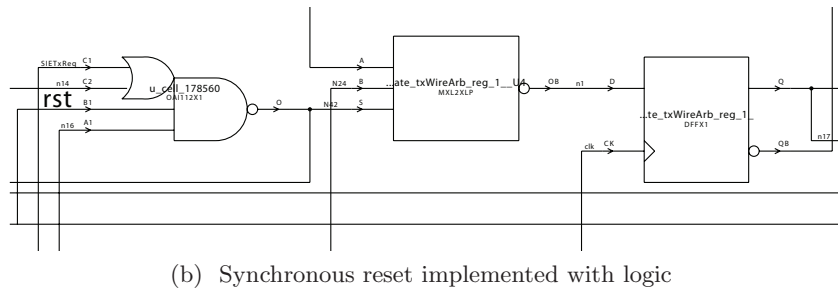 SIETxReq C1
n14 C2
rst B1
n16 A1
u_cell_178560
OAI112X1
O
N42 S
A
N24 B
...ate_txWireArb_reg_1__U4
MXL2XLP
OB n1 D
...te_txWireArb_reg_1_
DFFX1
clk CK
Q
n17
QB
(b) Synchronous reset implemented with logic